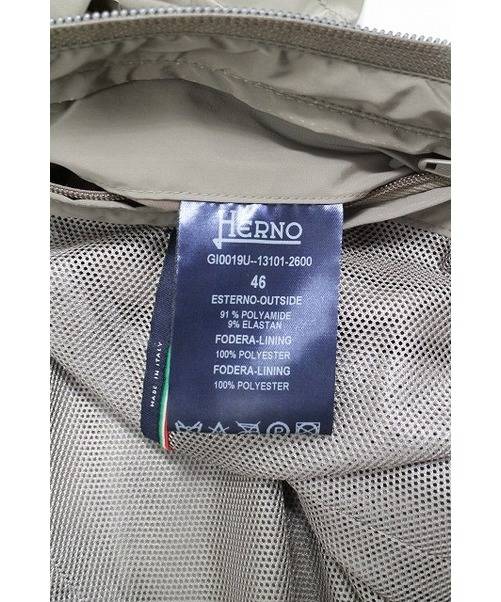 HERNO
GI0019U--13101-2600
46
ESTERNO-OUTSIDE
91 % POLYAMIDE
9% ELASTAN
FODERA-LINING
100% POLYESTER
FODERA-LINING
100% POLYESTER
MADE IN ITALY